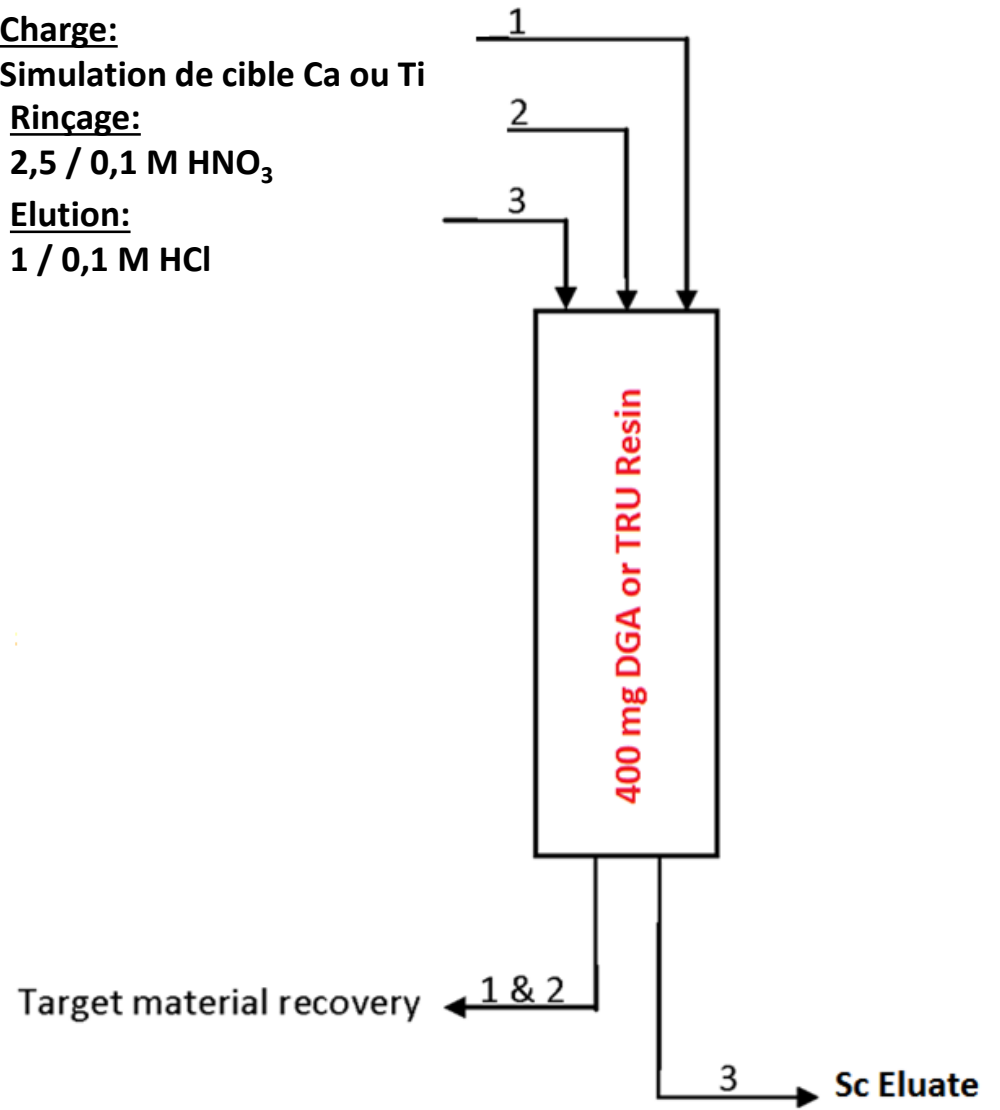 Charge:
1
Simulation de cible Ca ou Ti
Rinçage:
2
2,5 / 0,1 M HNO₃
Elution:
3
1 / 0,1 M HCl
400 mg DGA or TRU Resin
Target material recovery
1 & 2
3
Sc Eluate